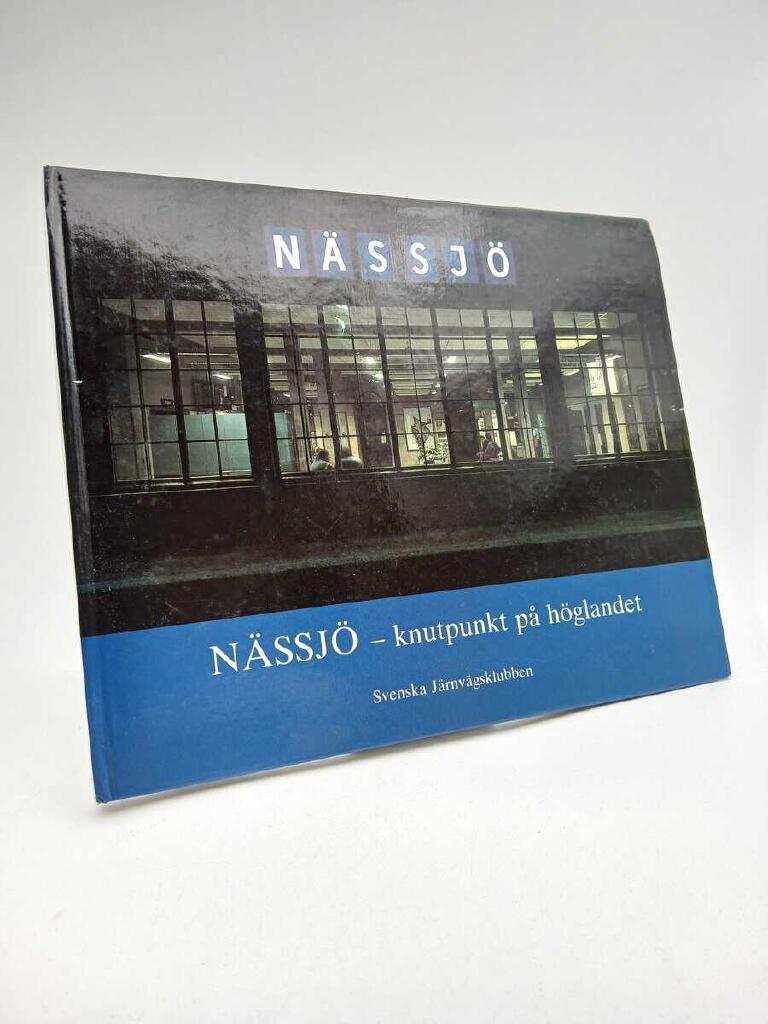 NÄSSJÖ
NÄSSJÖ – knutpunkt på höglandet
Svenska Järnvägsklubben